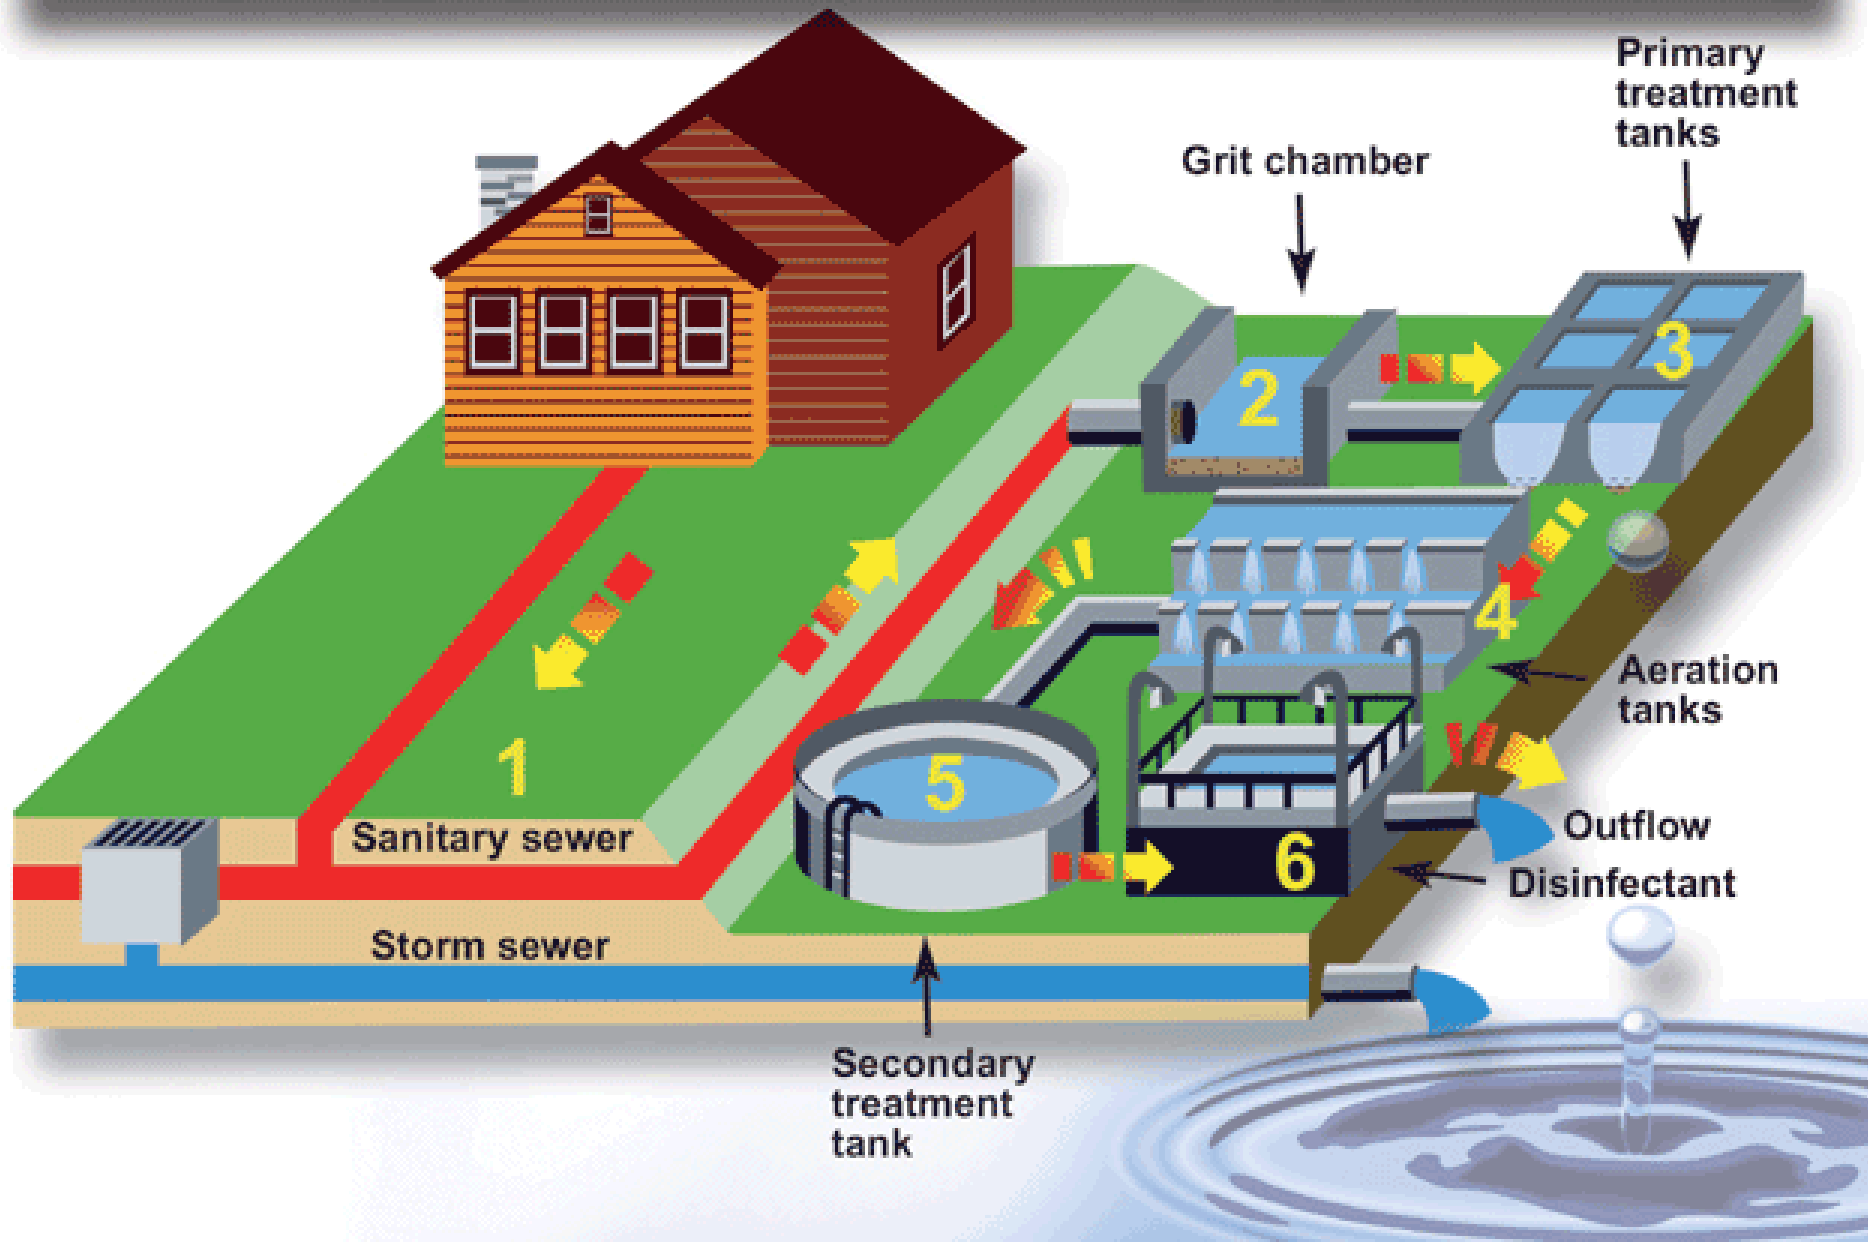 Primary
treatment
tanks
Grit chamber
2
3
4
Aeration
tanks
1
5
6
Sanitary sewer
Outflow
Disinfectant
Storm sewer
Secondary
treatment
tank